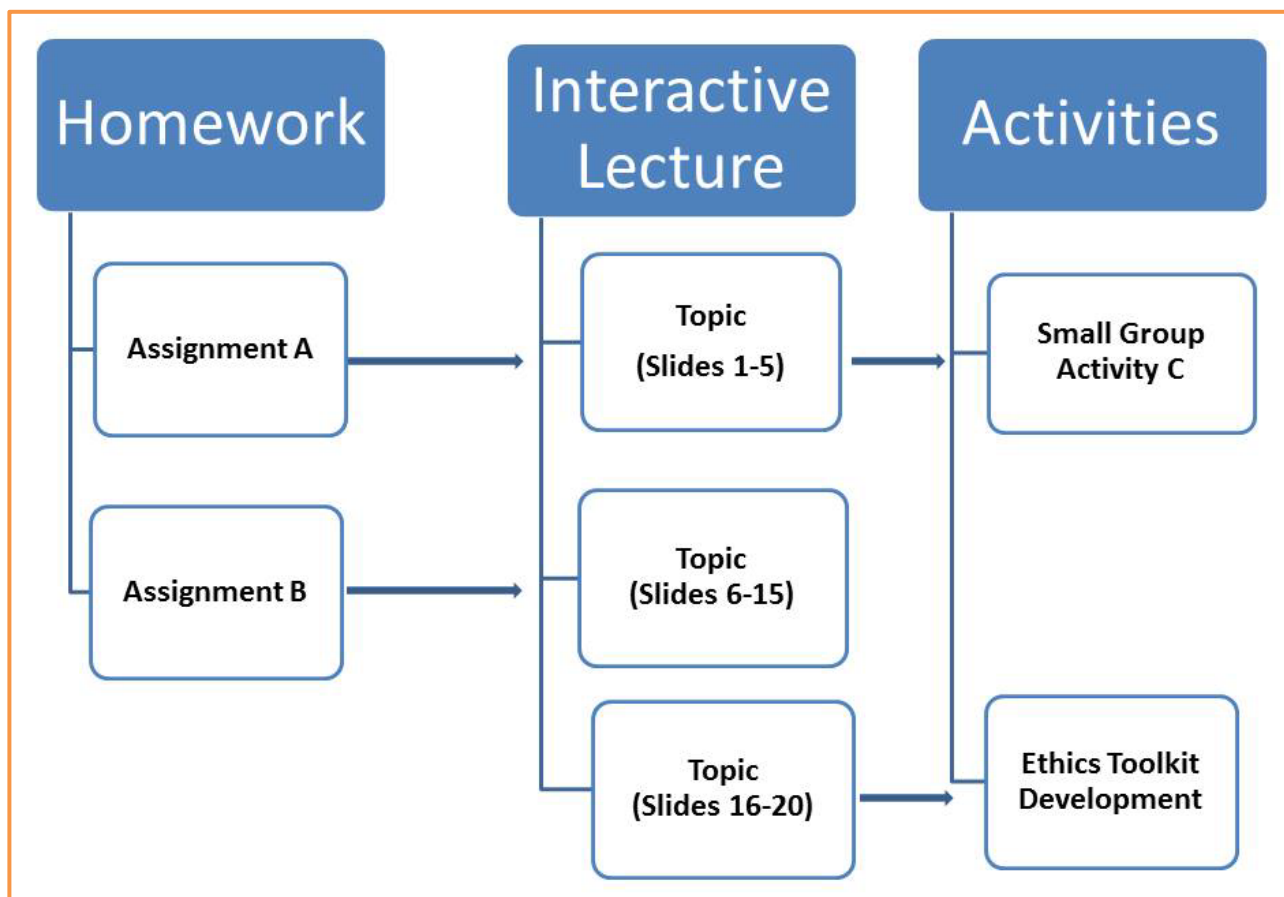 Homework
Interactive
Lecture
Activities
Assignment A
Topic
(Slides 1-5)
Small Group
Activity C
Assignment B
Topic
(Slides 6-15)
Topic
(Slides 16-20)
Ethics Toolkit
Development